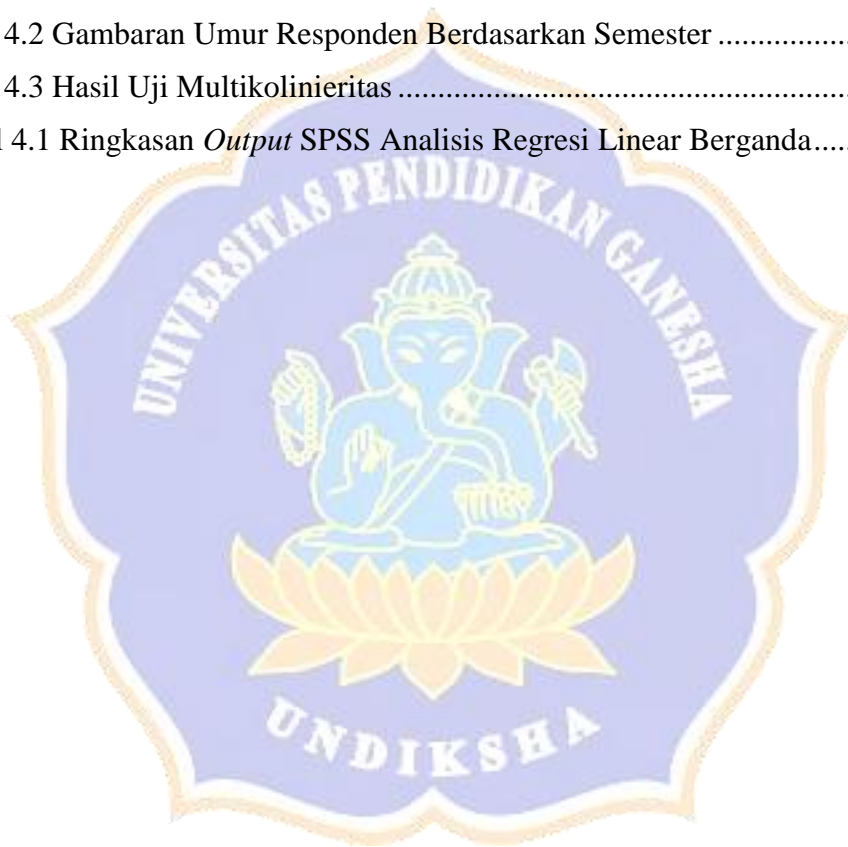 4.2 Gambaran Umur Responden Berdasarkan Semester ................
4.3 Hasil Uji Multikolinieritas ........................................................
4.1 Ringkasan Output SPSS Analisis Regresi Linear Berganda.....
UNIVERSITAS PENDIDIKAN GANESHA
UNDIKSHA